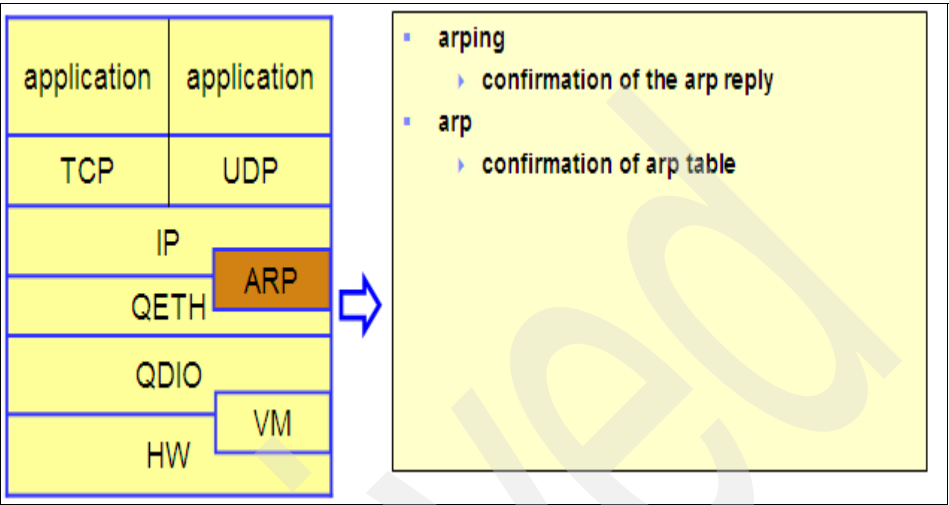 application application
TCP UDP
IP
ARP
QETH
QDIO
VM
HW
arping
confirmation of the arp reply
arp
confirmation of arp table